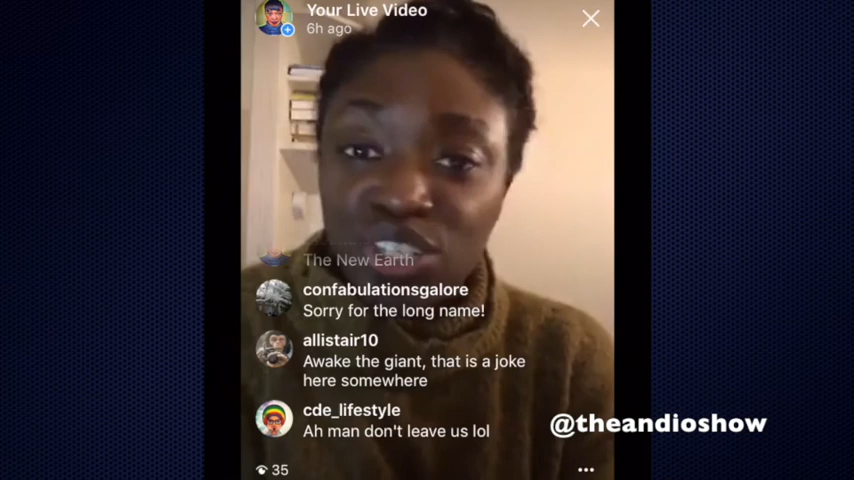 Your Live Video
6h ago
The New Earth
confabulationsgalore
Sorry for the long name!
allistair10
Awake the giant, that is a joke
here somewhere
cde_lifestyle
Ah man don't leave us lol
@theandioshow
35